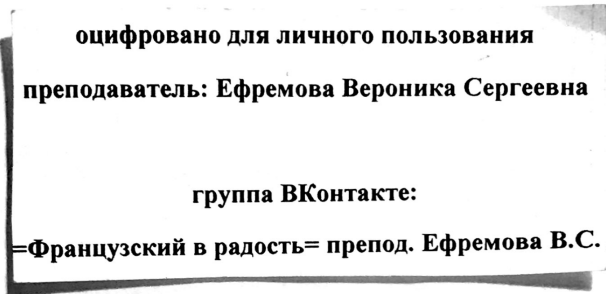 оцифровано для личного пользования
преподаватель: Ефремова Вероника Сергеевна
группа ВКонтакте:
=Французский в радость= препод. Ефремова В.С.